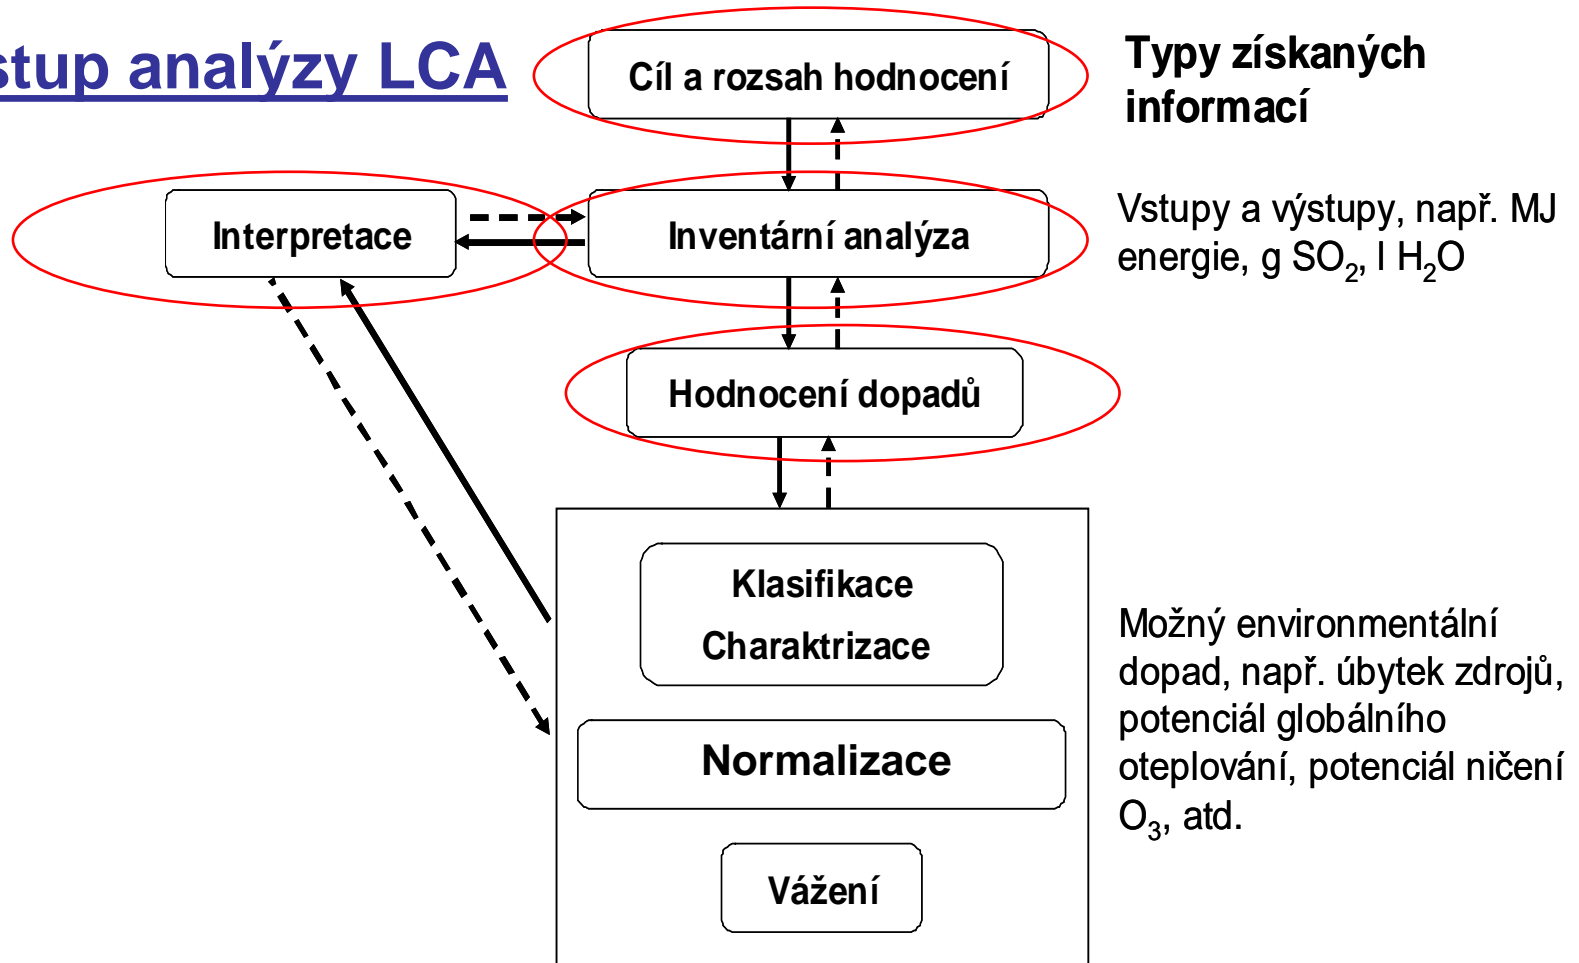 stup analýzy LCA
Cíl a rozsah hodnocení
Typy získaných
informací
Interpretace
Inventární analýza
Vstupy a výstupy, např. MJ
energie, g SO₂, l H₂O
Hodnocení dopadů
Klasifikace
Charaktrizace
Normalizace
Vážení
Možný environmentální
dopad, např. úbytek zdrojů,
potenciál globálního
oteplování, potenciál ničení
O₃, atd.